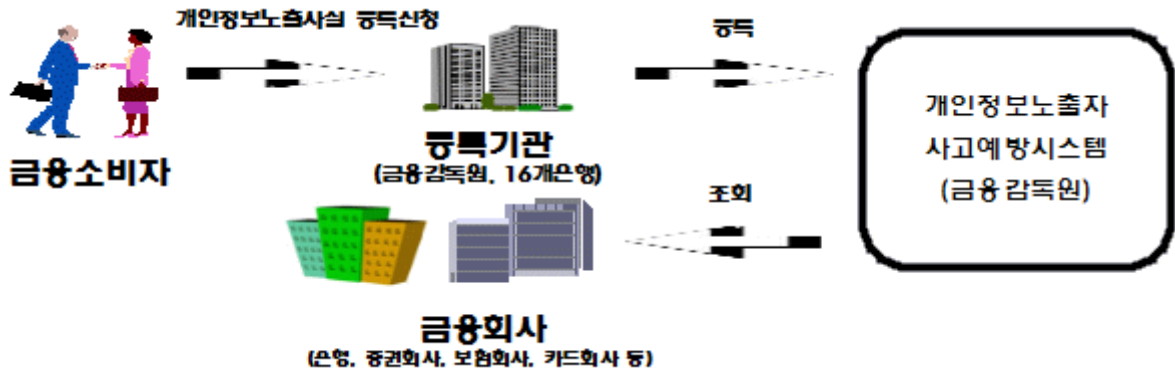 개인정보노출사실 등록신청
등록
금융소비자
등록기관
(금융감독원, 16개은행)
개인정보노출자
사고예방시스템
(금융감독원)
조회
금융회사
(은행, 증권회사, 보험회사, 카드회사 등)